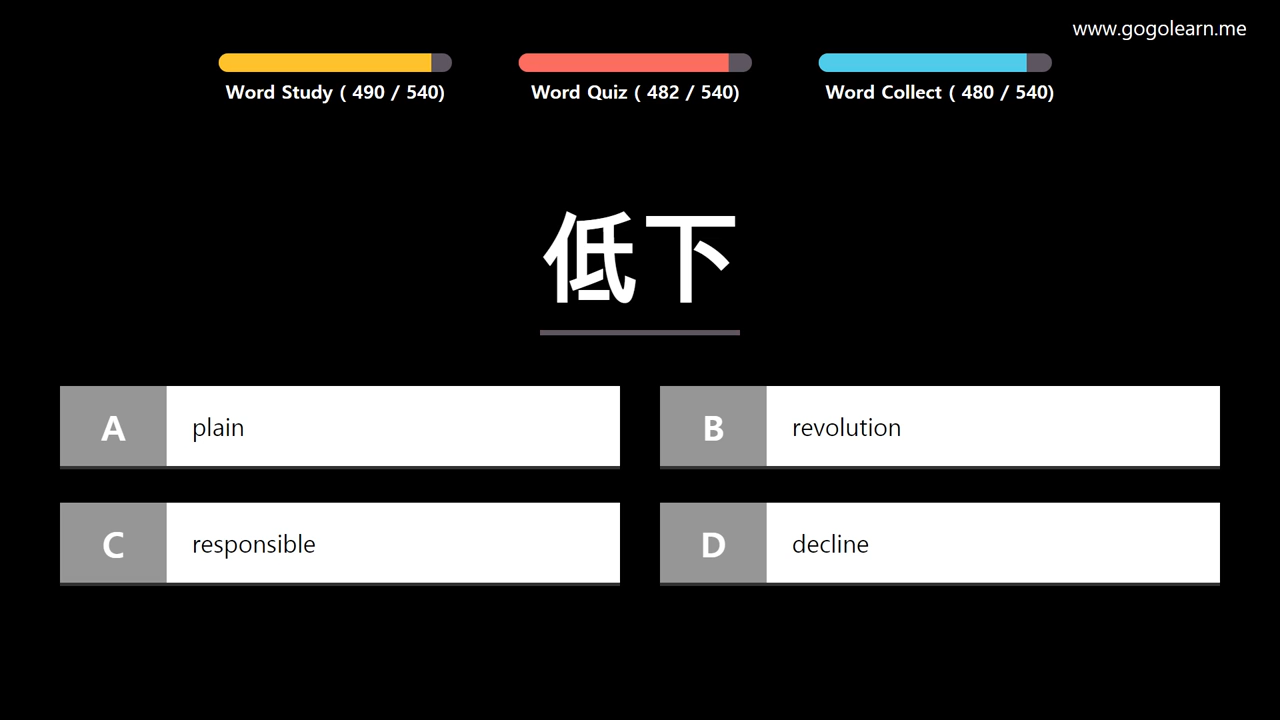 www.gogolearn.me
Word Study ( 490 / 540)
Word Quiz ( 482 / 540)
Word Collect ( 480 / 540)
低下
A plain
B revolution
C responsible
D decline